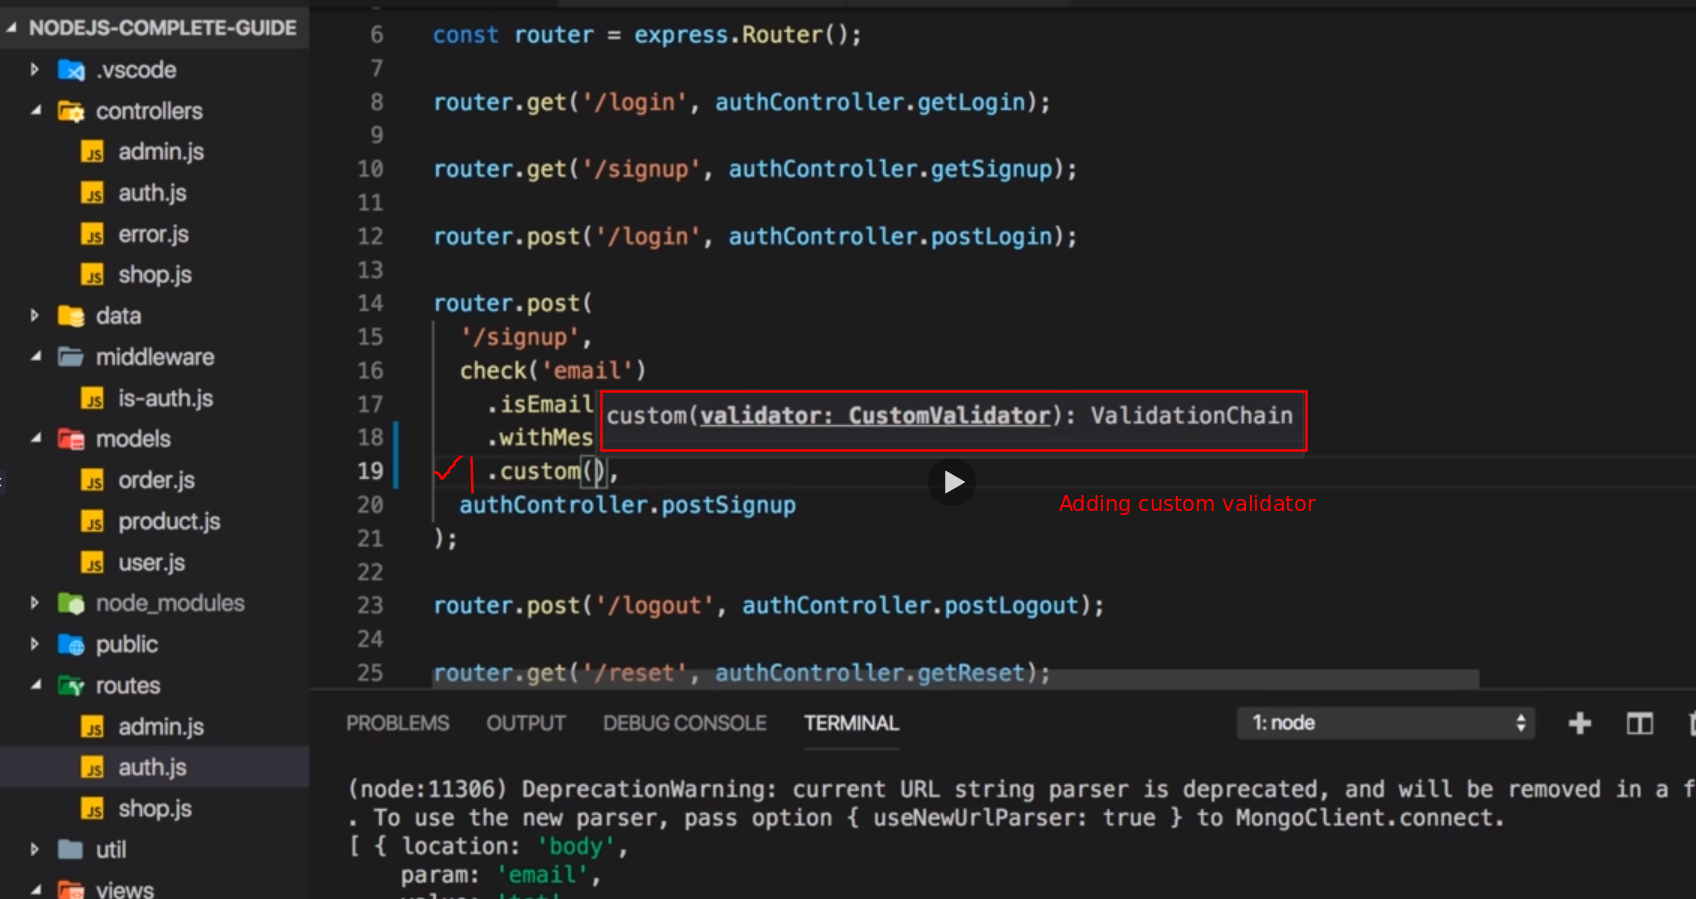 NODEJS-COMPLETE-GUIDE
.vscode
controllers
admin.js
auth.js
error.js
shop.js
data
middleware
is-auth.js
models
order.js
product.js
user.js
node_modules
public
routes
admin.js
auth.js
shop.js
util
views
6 const router = express.Router();
7
8 router.get('/login', authController.getLogin);
9
10 router.get('/signup', authController.getSignup);
11
12 router.post('/login', authController.postLogin);
13
14 router.post(
15 '/signup',
16 check('email')
17 .isEmail
custom(validator: CustomValidator): ValidationChain
18 .withMes
19 .custom(),
Adding custom validator
20 authController.postSignup
21 );
22
23 router.post('/logout', authController.postLogout);
24
25 router.get('/reset', authController.getReset);
PROBLEMS OUTPUT DEBUG CONSOLE TERMINAL 1: node
(node:11306) DeprecationWarning: current URL string parser is deprecated, and will be removed in a f
. To use the new parser, pass option { useNewUrlParser: true } to MongoClient.connect.
[ { location: 'body',
param: 'email',